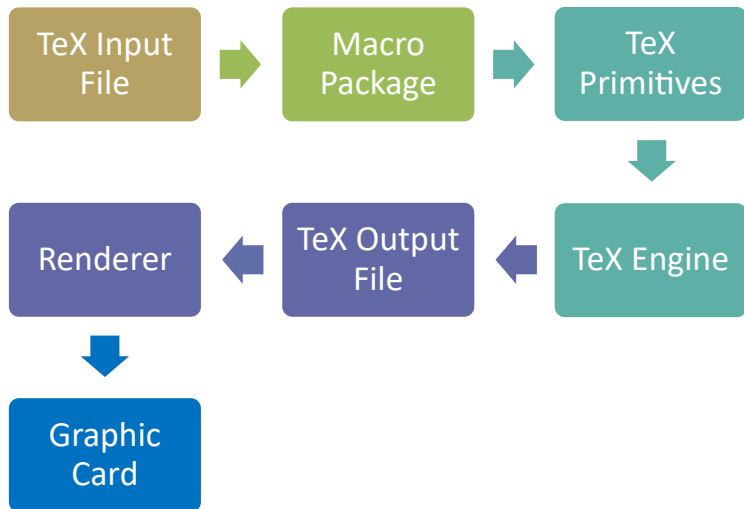 TeX Input
File
Macro
Package
TeX
Primitives
TeX Engine
TeX Output
File
Renderer
Graphic
Card